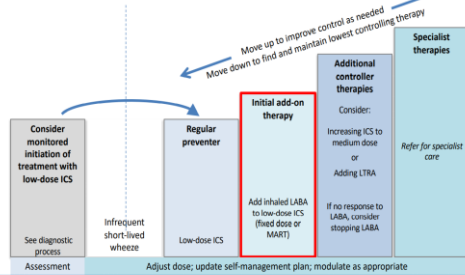 Move up to improve control as needed
Move down to find and maintain lowest controlling therapy
Specialist
therapies
Refer for specialist
care
Additional
controller
therapies
Consider:
Increasing ICS to
medium dose
or
Adding LTRA
If no response to
LABA, consider
stopping LABA
Initial add-on
therapy
Add inhaled LABA
to low-dose ICS
(fixed dose or
MART)
Regular
preventer
Low-dose ICS
Infrequent
short-lived
wheeze
Consider
monitored
initiation of
treatment with
low-dose ICS
See diagnostic
process
Assessment
Adjust dose; update self-management plan; modulate as appropriate